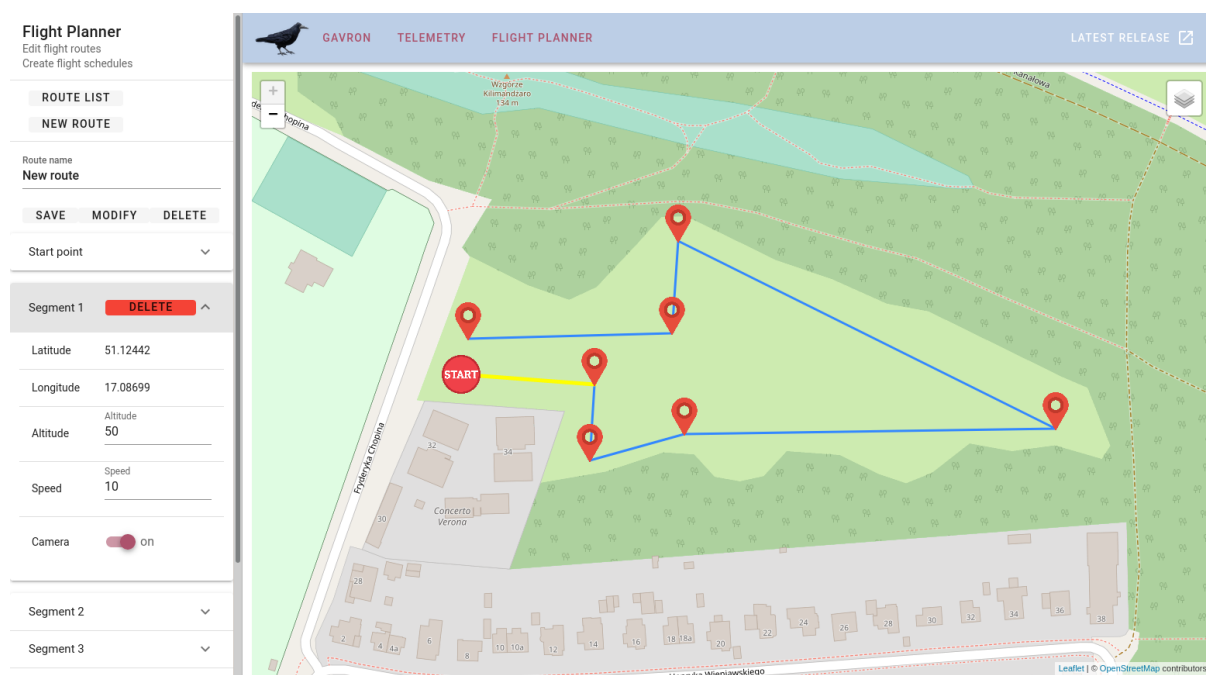 Flight Planner
Edit flight routes
Create flight schedules
ROUTE LIST
NEW ROUTE
Route name
New route
SAVE MODIFY DELETE
Start point
Segment 1 DELETE
Latitude 51.12442
Longitude 17.08699
Altitude
Altitude 50
Speed
Speed 10
Camera on
Segment 2
Segment 3
GAVRON TELEMETRY FLIGHT PLANNER
LATEST RELEASE
+
−
Wzgórze
Kilimandżaro
134 m
Kanałowa
START
Fryderyka Chopina
32
34
30
Concerto
Verona
28
2
4
4a
6
8
10
10a
12
14
16
18
18a
20
22
24
26
28
30
32
34
36
38
Leaflet | © OpenStreetMap contributors